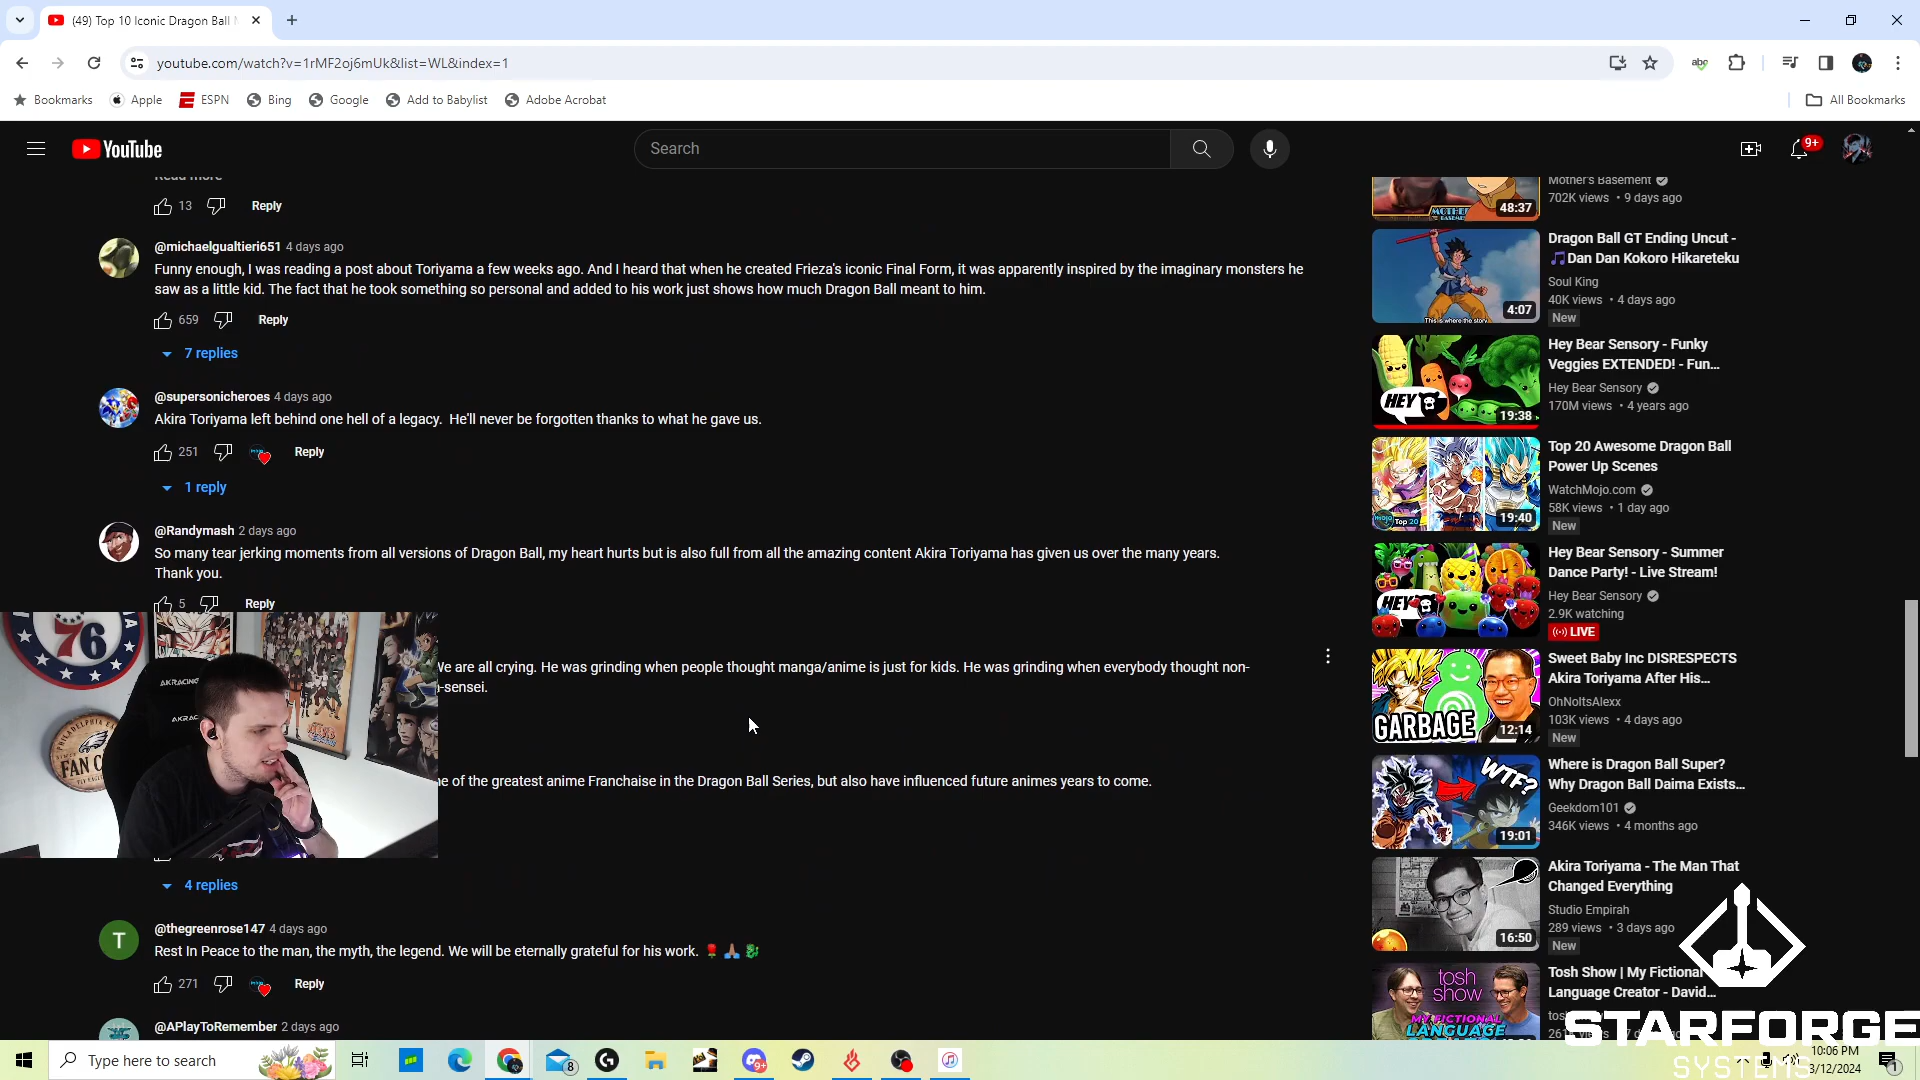 (49) Top 10 Iconic Dragon Ball
youtube.com/watch?v=1rMF2oj6mUk&list=WL&index=1
Bookmarks Apple ESPN Bing Google Add to Babylist Adobe Acrobat All Bookmarks
YouTube
Search
9+
Read more
13 Reply
@michaelgualtieri651 4 days ago
Funny enough, I was reading a post about Toriyama a few weeks ago. And I heard that when he created Frieza's iconic Final Form, it was apparently inspired by the imaginary monsters he
saw as a little kid. The fact that he took something so personal and added to his work just shows how much Dragon Ball meant to him.
659 Reply
7 replies
@supersonicheroes 4 days ago
Akira Toriyama left behind one hell of a legacy. He'll never be forgotten thanks to what he gave us.
251 Reply
1 reply
@Randymash 2 days ago
So many tear jerking moments from all versions of Dragon Ball, my heart hurts but is also full from all the amazing content Akira Toriyama has given us over the many years.
Thank you.
5 Reply
We are all crying. He was grinding when people thought manga/anime is just for kids. He was grinding when everybody thought non-
-sensei.
of the greatest anime Franchaise in the Dragon Ball Series, but also have influenced future animes years to come.
4 replies
@thegreenrose147 4 days ago
Rest In Peace to the man, the myth, the legend. We will be eternally grateful for his work. 🌹🙏🏽🐉
271 Reply
@APlayToRemember 2 days ago
76
AKRACING
PHILADELPHIA
FAN C
Mother's Basement
702K views • 9 days ago
48:37
Dragon Ball GT Ending Uncut -
🎵Dan Dan Kokoro Hikareteku
Soul King
40K views • 4 days ago
New
This is where the story
4:07
Hey Bear Sensory - Funky
Veggies EXTENDED! - Fun...
Hey Bear Sensory
170M views • 4 years ago
HEY
19:38
Top 20 Awesome Dragon Ball
Power Up Scenes
WatchMojo.com
58K views • 1 day ago
New
Top 20
19:40
Hey Bear Sensory - Summer
Dance Party! - Live Stream!
Hey Bear Sensory
2.9K watching
LIVE
HEY
Sweet Baby Inc DISRESPECTS
Akira Toriyama After His...
OhNoItsAlexx
103K views • 4 days ago
New
GARBAGE
12:14
Where is Dragon Ball Super?
Why Dragon Ball Daima Exists...
Geekdom101
346K views • 4 months ago
WTF?
19:01
Akira Toriyama - The Man That
Changed Everything
Studio Empirah
289 views • 3 days ago
New
16:50
Tosh Show | My Fictional
Language Creator - David...
tosh show
MY FICTIONAL
LANGUAGE
STARFORGE
SYSTEMS
Type here to search
8
9+
10:06 PM
3/12/2024
1